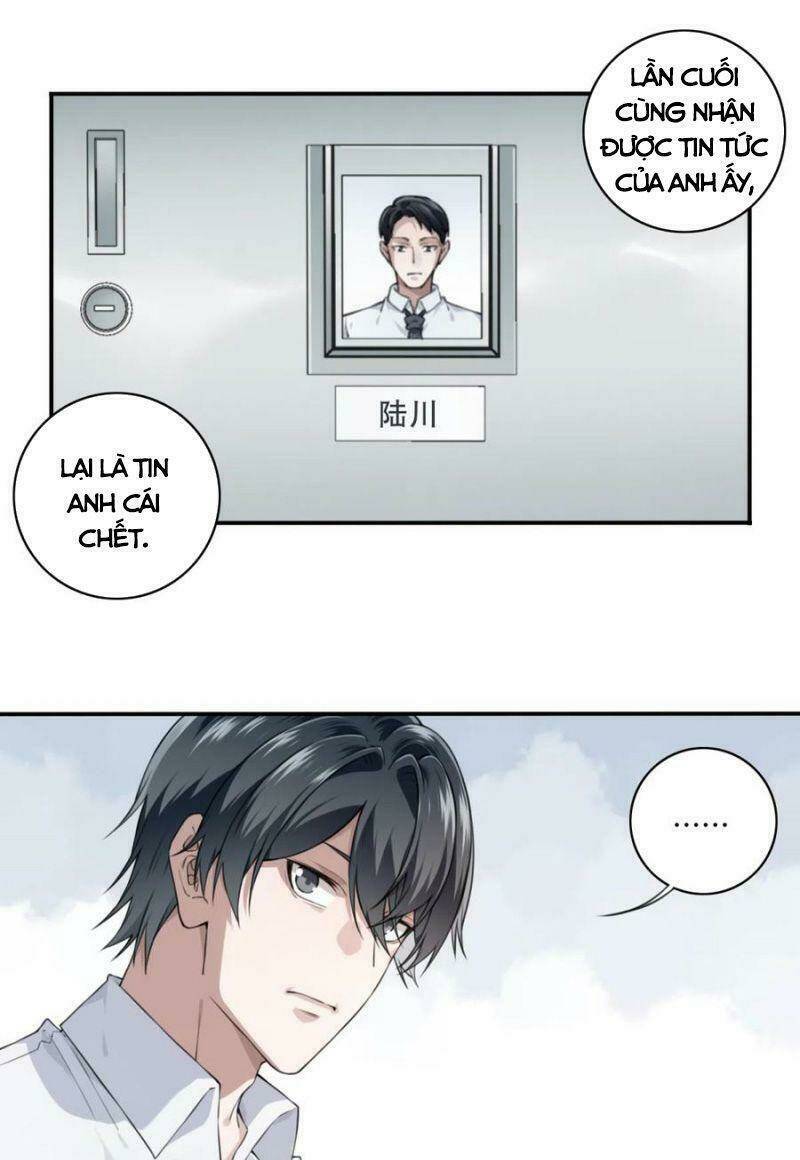 LẦN CUỐI
CÙNG NHẬN
ĐƯỢC TIN TỨC
CỦA ANH ẤY,
陆川
LẠI LÀ TIN
ANH CÁI
CHẾT.
......